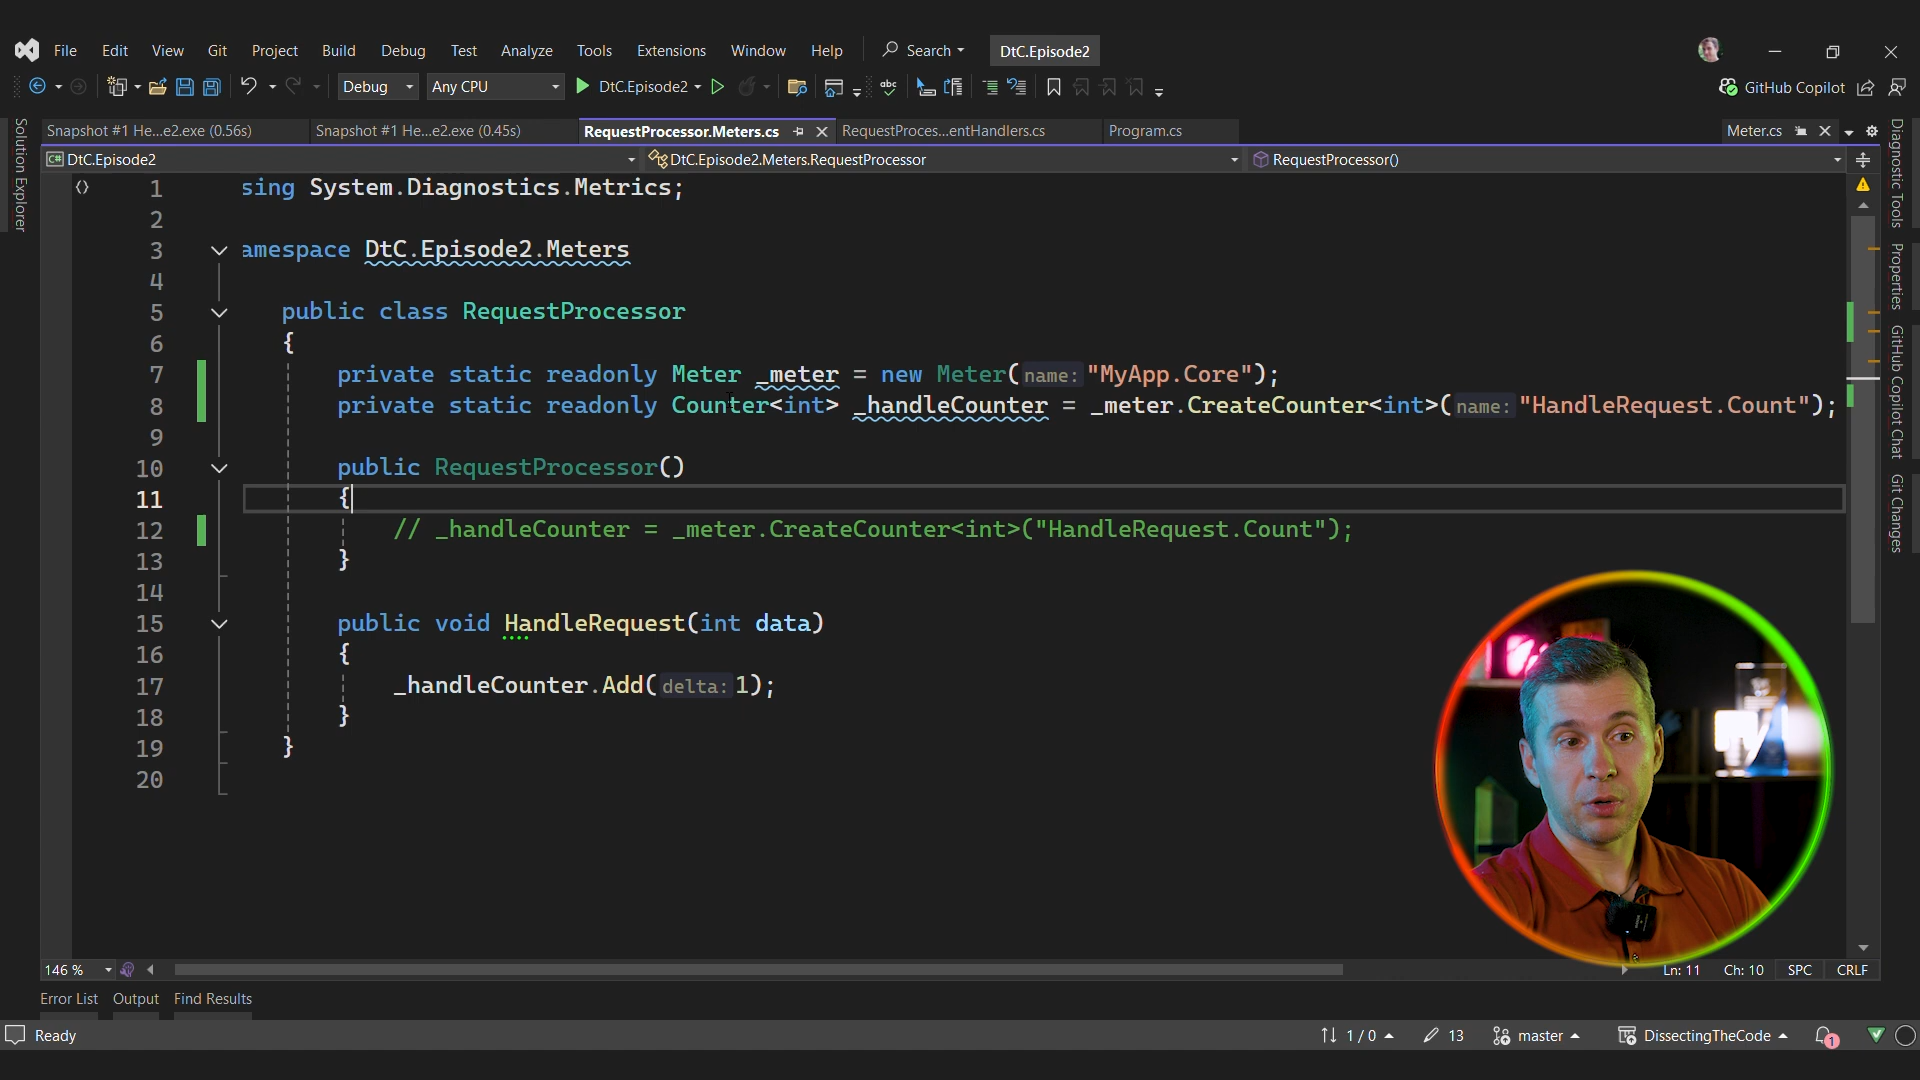 File Edit View Git Project Build Debug Test Analyze Tools Extensions Window Help Search DtC.Episode2
Debug Any CPU DtC.Episode2 GitHub Copilot
Snapshot #1 He...e2.exe (0.56s) Snapshot #1 He...e2.exe (0.45s) RequestProcessor.Meters.cs RequestProces...entHandlers.cs Program.cs Meter.cs
C# DtC.Episode2 DtC.Episode2.Meters.RequestProcessor RequestProcessor()
Solution Explorer
Diagnostic Tools
Properties
GitHub Copilot Chat
Git Changes
1 sing System.Diagnostics.Metrics;
2
3 amespace DtC.Episode2.Meters
4
5 public class RequestProcessor
6 {
7 private static readonly Meter _meter = new Meter(name: "MyApp.Core");
8 private static readonly Counter<int> _handleCounter = _meter.CreateCounter<int>(name: "HandleRequest.Count");
9
10 public RequestProcessor()
11 {
12 // _handleCounter = _meter.CreateCounter<int>("HandleRequest.Count");
13 }
14
15 public void HandleRequest(int data)
16 {
17 _handleCounter.Add(delta: 1);
18 }
19 }
20
146 % Ln: 11 Ch: 10 SPC CRLF
Error List Output Find Results
Ready 1 / 0 13 master DissectingTheCode 1